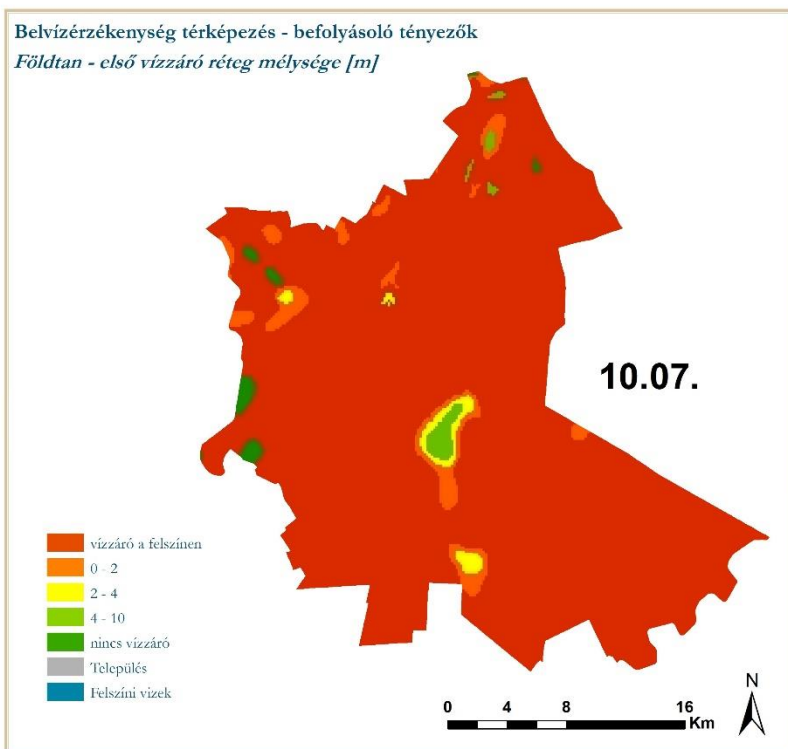 Belvízérzékenység térképezés - befolyásoló tényezők
Földtan - első vízzáró réteg mélysége [m]
10.07.
vízzáró a felszínen
0 - 2
2 - 4
4 - 10
nincs vízzáró
Település
Felszíni vizek
0 4 8 16
Km
N